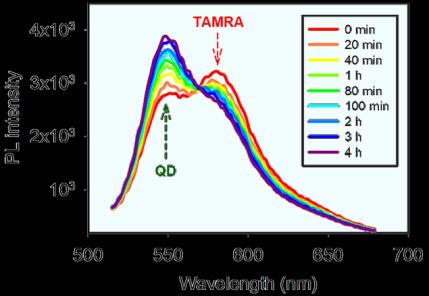 TAMRA
QD
0 min
20 min
40 min
1 h
80 min
100 min
2 h
3 h
4 h
PL Intensity
4x10³
3x10³
2x10³
10³
500 550 600 650 700
Wavelength (nm)